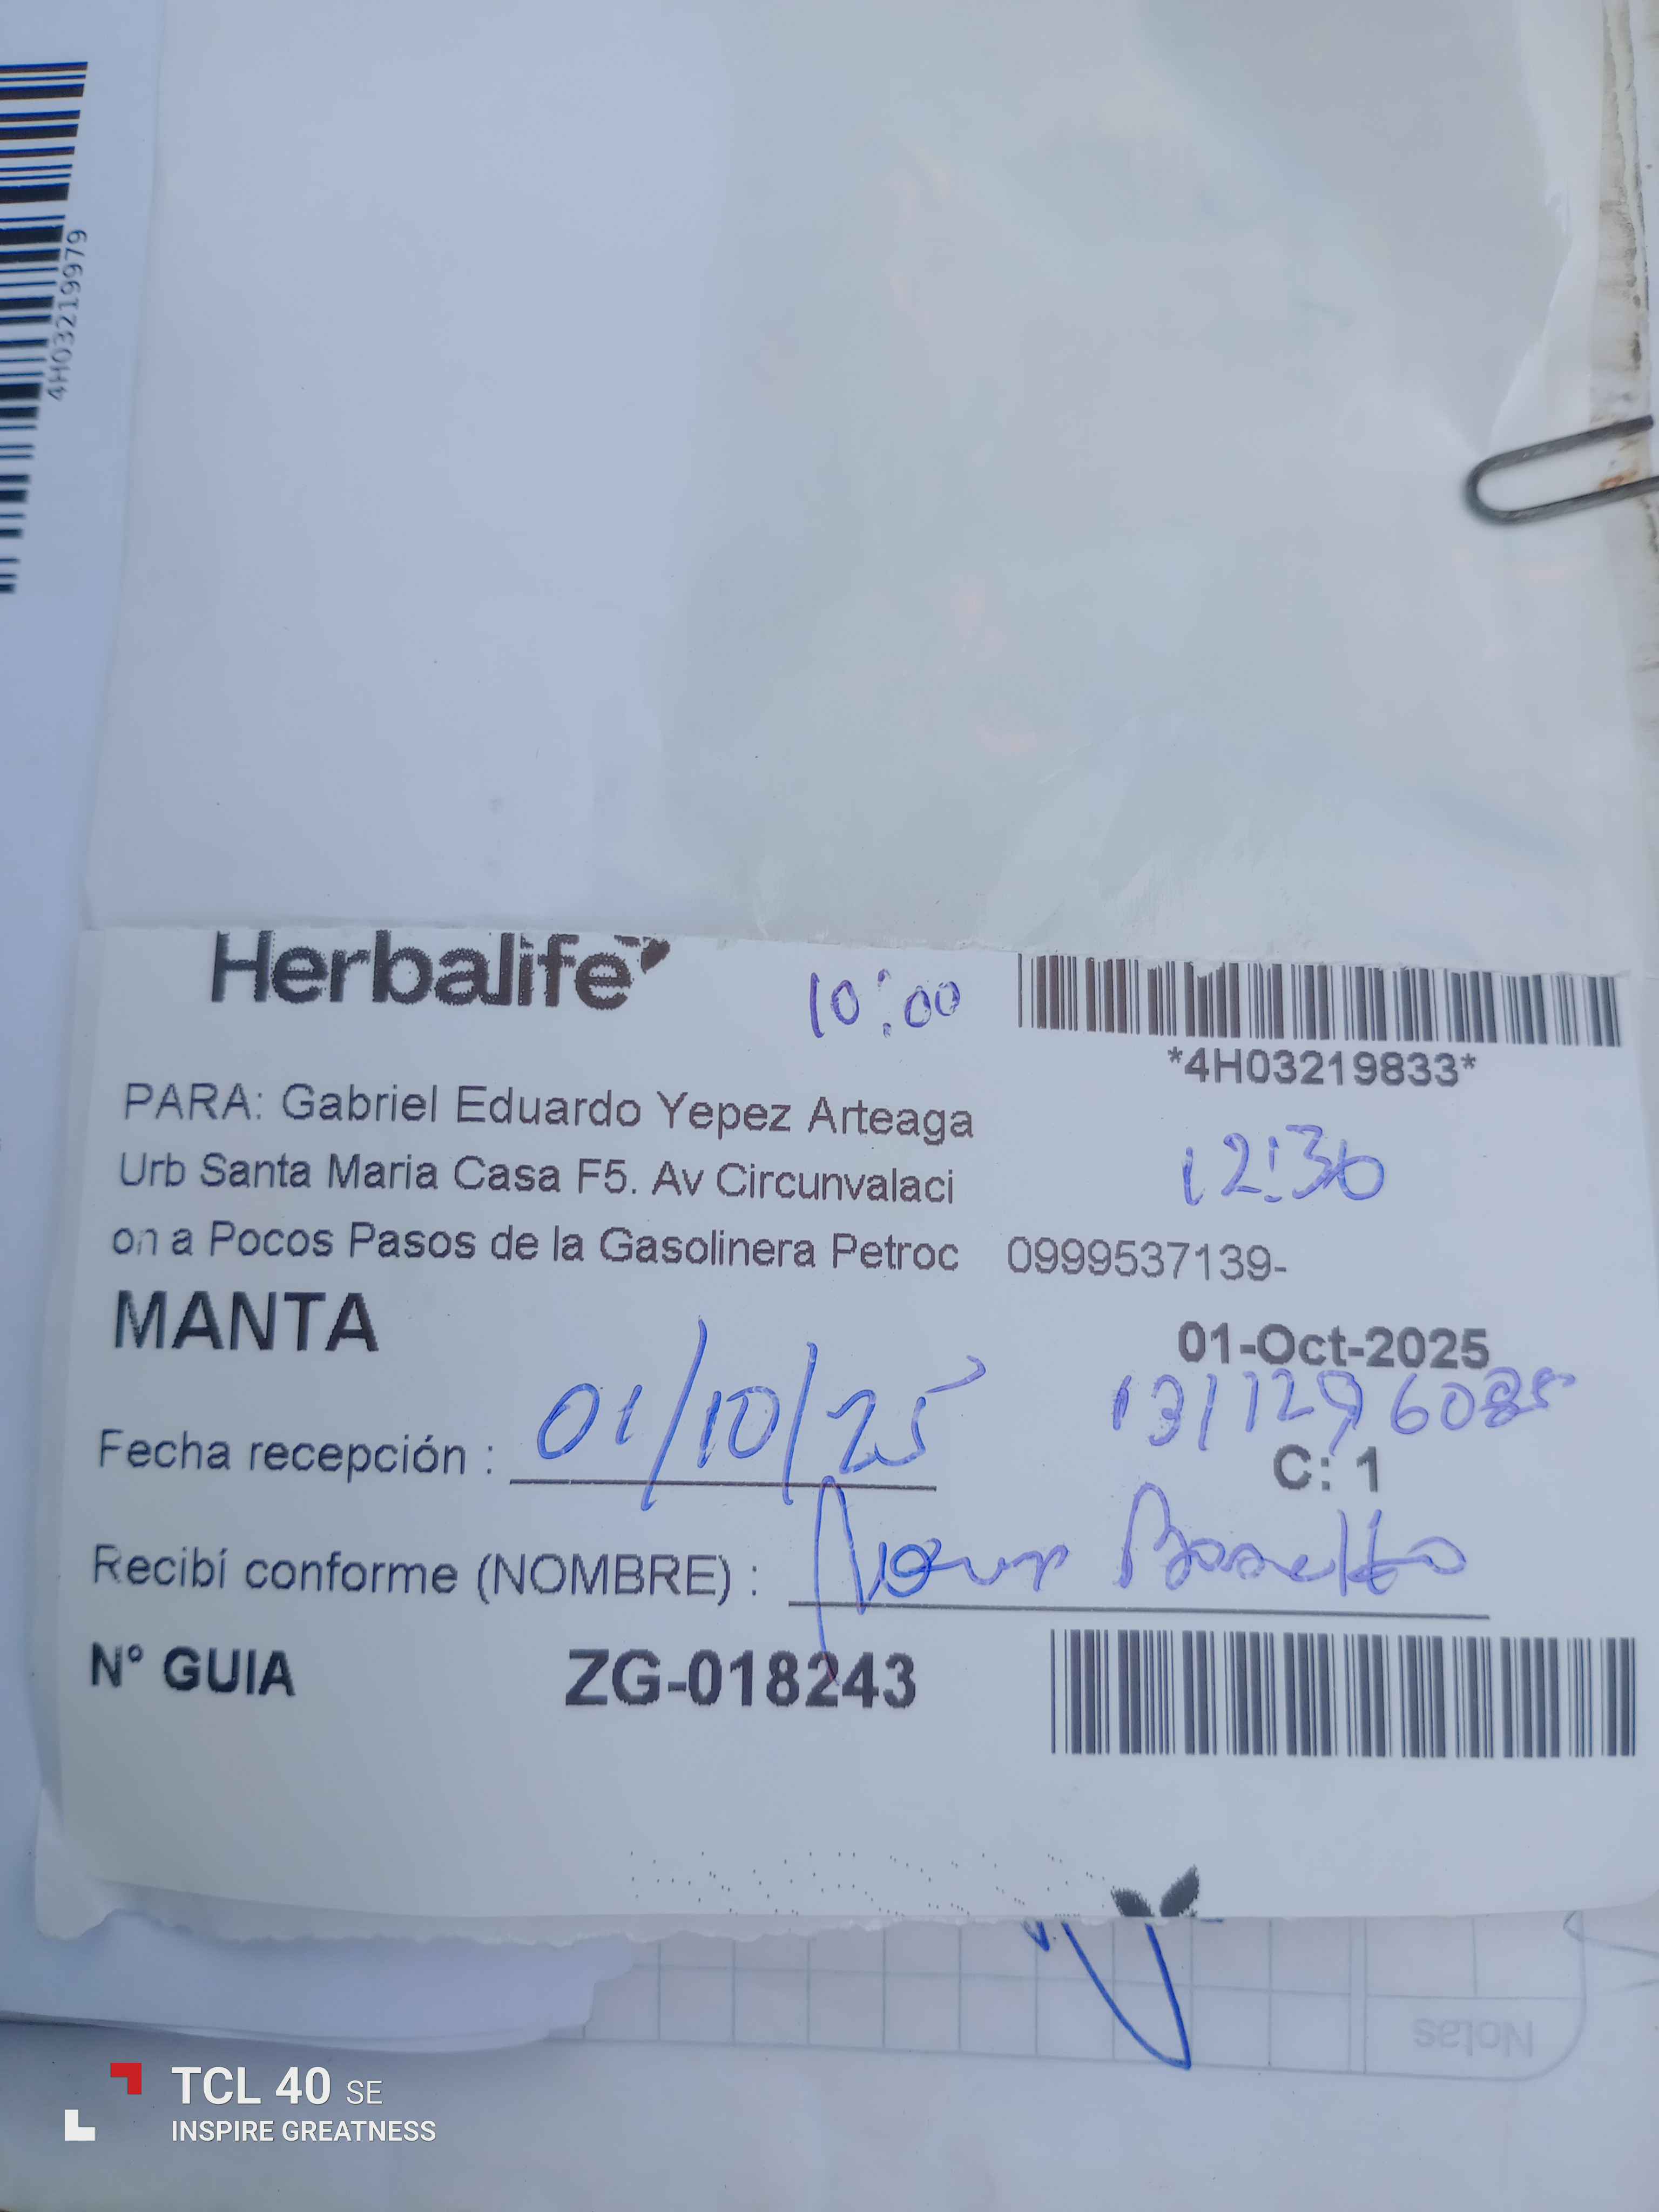 4H03219979
Herbalife
10:00
*4H03219833*
PARA: Gabriel Eduardo Yepez Arteaga
12:30
Urb Santa Maria Casa F5. Av Circunvalaci
on a Pocos Pasos de la Gasolinera Petroc 0999537139-
MANTA
01-Oct-2025
Fecha recepción : 01/10/25
C: 1
Recibí conforme (NOMBRE) :
N° GUIA ZG-018243
Notas
TCL 40 SE
INSPIRE GREATNESS